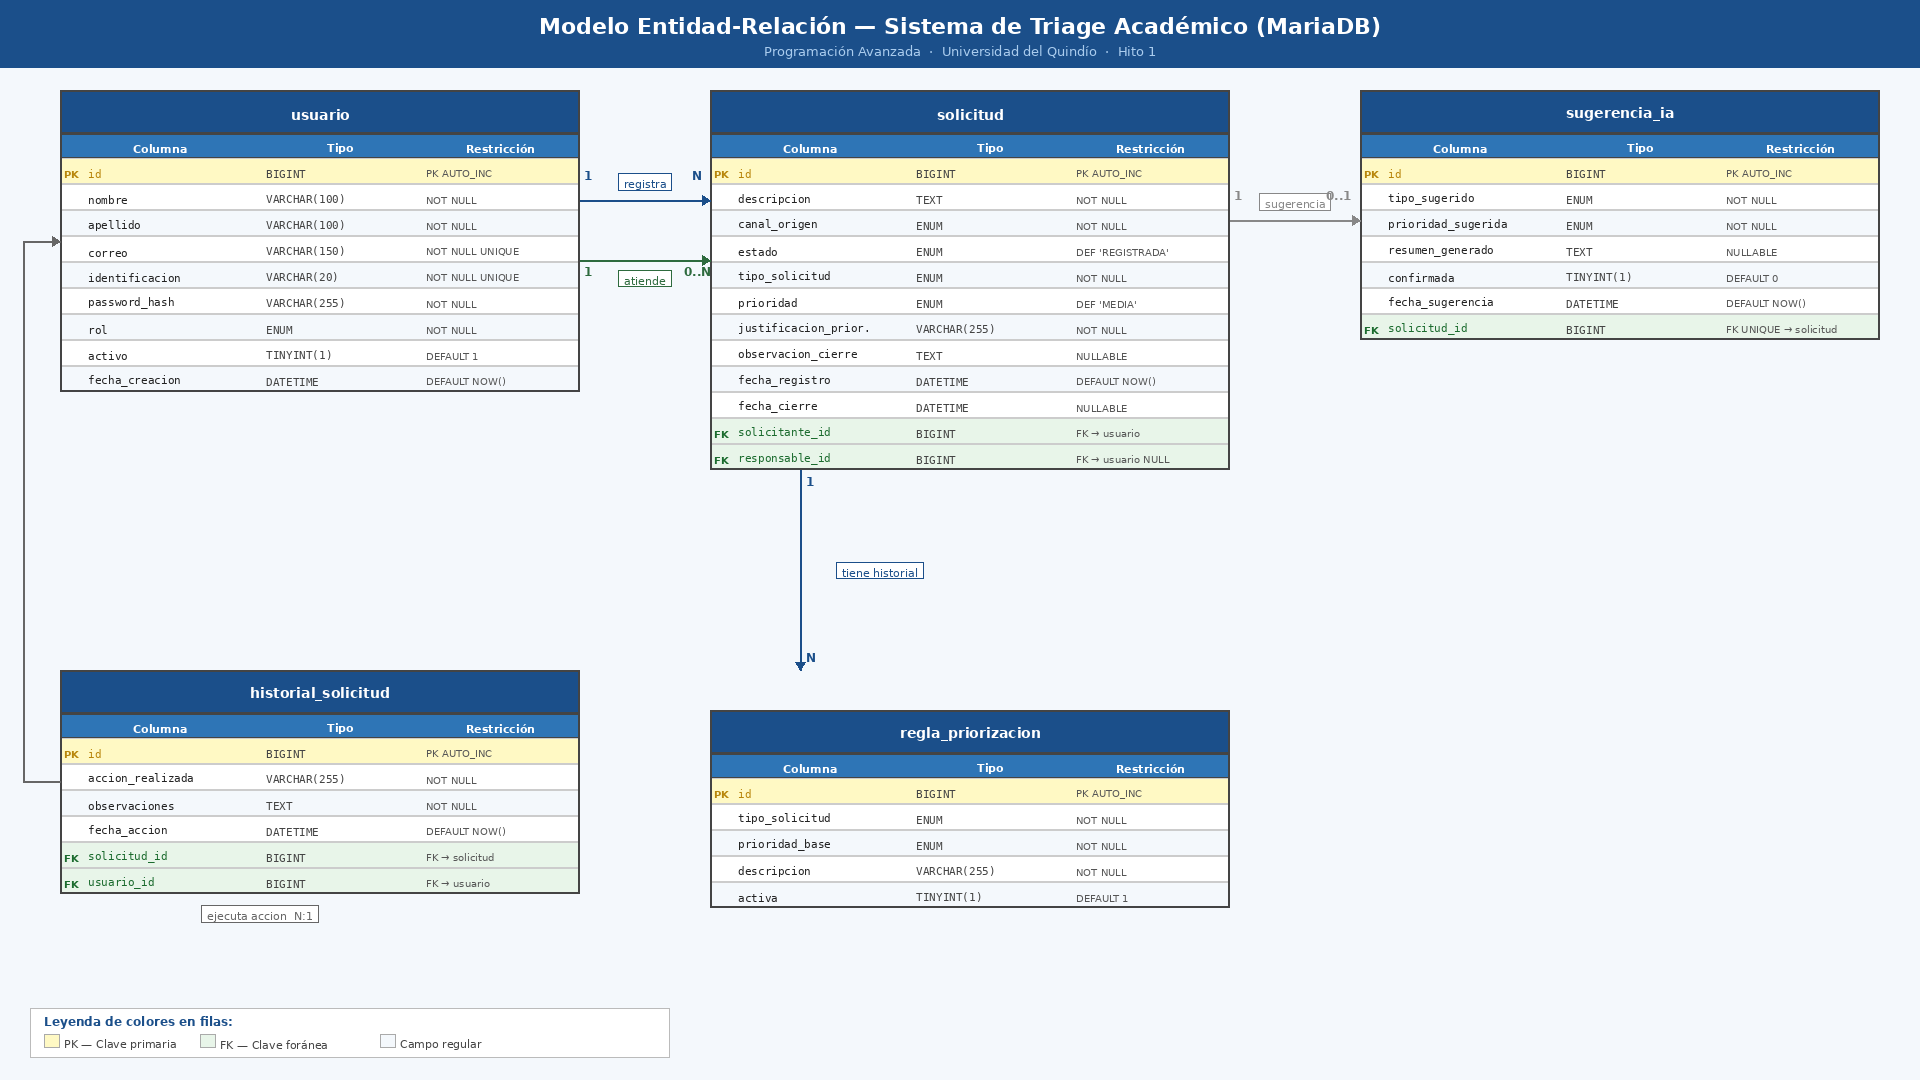 Modelo Entidad-Relación — Sistema de Triage Académico (MariaDB)
Programación Avanzada · Universidad del Quindío · Hito 1
usuario
Columna Tipo Restricción
PK id BIGINT PK AUTO_INC
nombre VARCHAR(100) NOT NULL
apellido VARCHAR(100) NOT NULL
correo VARCHAR(150) NOT NULL UNIQUE
identificacion VARCHAR(20) NOT NULL UNIQUE
password_hash VARCHAR(255) NOT NULL
rol ENUM NOT NULL
activo TINYINT(1) DEFAULT 1
fecha_creacion DATETIME DEFAULT NOW()
1 registra N
1 atiende 0..N
solicitud
Columna Tipo Restricción
PK id BIGINT PK AUTO_INC
descripcion TEXT NOT NULL
canal_origen ENUM NOT NULL
estado ENUM DEF 'REGISTRADA'
tipo_solicitud ENUM NOT NULL
prioridad ENUM DEF 'MEDIA'
justificacion_prior. VARCHAR(255) NOT NULL
observacion_cierre TEXT NULLABLE
fecha_registro DATETIME DEFAULT NOW()
fecha_cierre DATETIME NULLABLE
FK solicitante_id BIGINT FK → usuario
FK responsable_id BIGINT FK → usuario NULL
1 sugerencia 0..1
sugerencia_ia
Columna Tipo Restricción
PK id BIGINT PK AUTO_INC
tipo_sugerido ENUM NOT NULL
prioridad_sugerida ENUM NOT NULL
resumen_generado TEXT NULLABLE
confirmada TINYINT(1) DEFAULT 0
fecha_sugerencia DATETIME DEFAULT NOW()
FK solicitud_id BIGINT FK UNIQUE → solicitud
1
tiene historial
N
historial_solicitud
Columna Tipo Restricción
PK id BIGINT PK AUTO_INC
accion_realizada VARCHAR(255) NOT NULL
observaciones TEXT NOT NULL
fecha_accion DATETIME DEFAULT NOW()
FK solicitud_id BIGINT FK → solicitud
FK usuario_id BIGINT FK → usuario
ejecuta accion N:1
regla_priorizacion
Columna Tipo Restricción
PK id BIGINT PK AUTO_INC
tipo_solicitud ENUM NOT NULL
prioridad_base ENUM NOT NULL
descripcion VARCHAR(255) NOT NULL
activa TINYINT(1) DEFAULT 1
Leyenda de colores en filas:
PK — Clave primaria FK — Clave foránea Campo regular